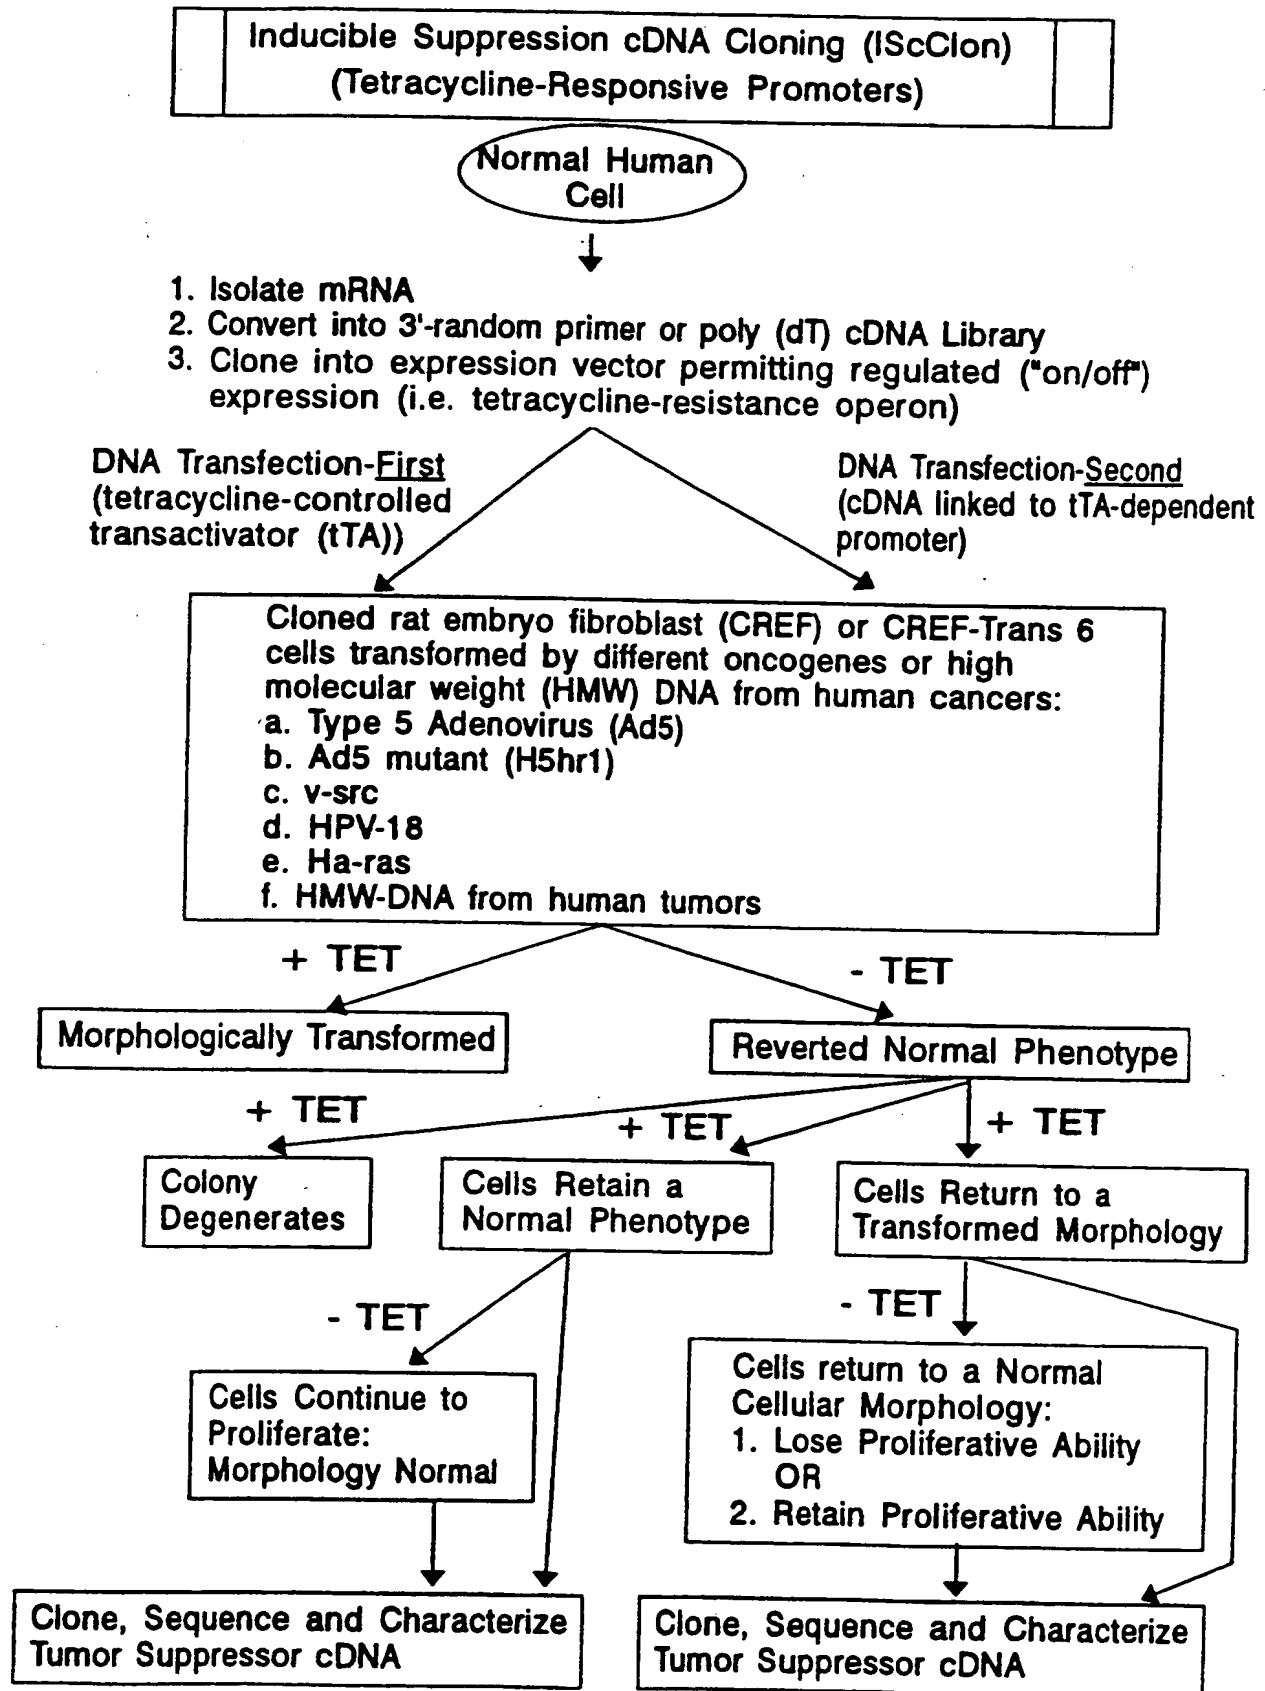 Inducible Suppression cDNA Cloning (IScClon)
(Tetracycline-Responsive Promoters)
Normal Human
Cell
1. Isolate mRNA
2. Convert into 3'-random primer or poly (dT) cDNA Library
3. Clone into expression vector permitting regulated ("on/off")
expression (i.e. tetracycline-resistance operon)
DNA Transfection-First
(tetracycline-controlled
transactivator (tTA))
DNA Transfection-Second
(cDNA linked to tTA-dependent
promoter)
Cloned rat embryo fibroblast (CREF) or CREF-Trans 6
cells transformed by different oncogenes or high
molecular weight (HMW) DNA from human cancers:
a. Type 5 Adenovirus (Ad5)
b. Ad5 mutant (H5hr1)
c. v-src
d. HPV-18
e. Ha-ras
f. HMW-DNA from human tumors
+ TET
- TET
Morphologically Transformed
Reverted Normal Phenotype
+ TET
+ TET
+ TET
Colony
Degenerates
Cells Retain a
Normal Phenotype
Cells Return to a
Transformed Morphology
- TET
- TET
Cells Continue to
Proliferate:
Morphology Normal
Cells return to a Normal
Cellular Morphology:
1. Lose Proliferative Ability
OR
2. Retain Proliferative Ability
Clone, Sequence and Characterize
Tumor Suppressor cDNA
Clone, Sequence and Characterize
Tumor Suppressor cDNA